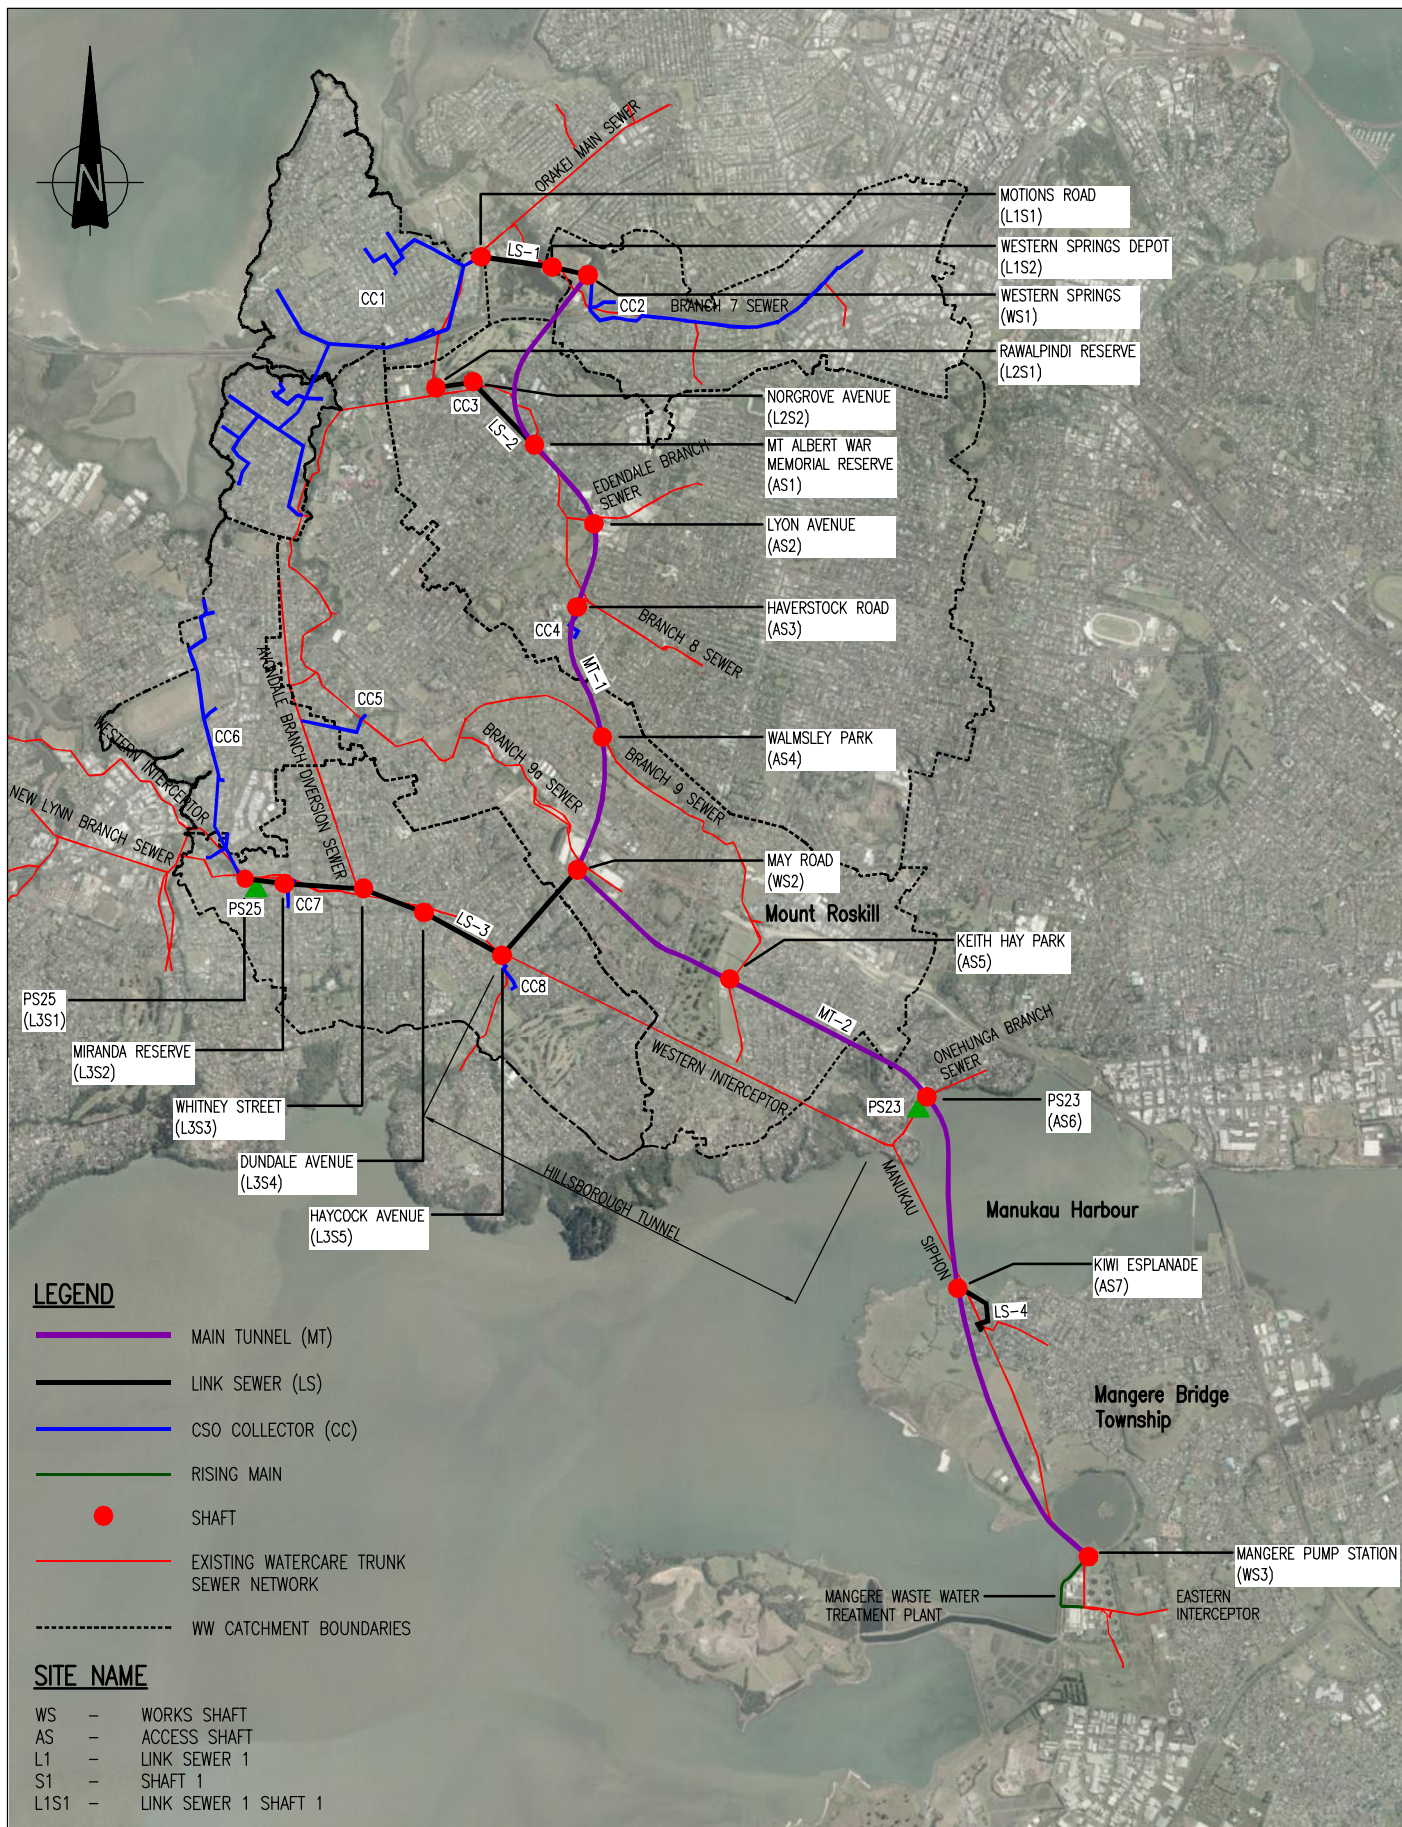 N
ORAKEI MAIN SEWER
MOTIONS ROAD
(L1S1)
LS-1
WESTERN SPRINGS DEPOT
(L1S2)
CC1
CC2
BRANCH 7 SEWER
WESTERN SPRINGS
(WS1)
RAWALPINDI RESERVE
(L2S1)
CC3
NORGROVE AVENUE
(L2S2)
LS-2
MT ALBERT WAR
MEMORIAL RESERVE
(AS1)
EDENDALE BRANCH
SEWER
LYON AVENUE
(AS2)
HAVERSTOCK ROAD
(AS3)
CC4
BRANCH 8 SEWER
MT-1
AVONDALE BRANCH DIVERSION SEWER
CC5
CC6
WESTERN INTERCEPTOR
BRANCH 9a SEWER
BRANCH 9 SEWER
WALMSLEY PARK
(AS4)
NEW LYNN BRANCH SEWER
MAY ROAD
(WS2)
PS25
CC7
LS-3
Mount Roskill
KEITH HAY PARK
(AS5)
CC8
PS25
(L3S1)
MT-2
MIRANDA RESERVE
(L3S2)
WESTERN INTERCEPTOR
ONEHUNGA BRANCH
SEWER
WHITNEY STREET
(L3S3)
PS23
PS23
(AS6)
DUNDALE AVENUE
(L3S4)
HILLSBOROUGH TUNNEL
MANUKAU SIPHON
HAYCOCK AVENUE
(L3S5)
Manukau Harbour
KIWI ESPLANADE
(AS7)
LS-4
LEGEND
MAIN TUNNEL (MT)
LINK SEWER (LS)
CSO COLLECTOR (CC)
RISING MAIN
SHAFT
EXISTING WATERCARE TRUNK
SEWER NETWORK
WW CATCHMENT BOUNDARIES
Mangere Bridge
Township
MANGERE PUMP STATION
(WS3)
MANGERE WASTE WATER
TREATMENT PLANT
EASTERN
INTERCEPTOR
SITE NAME
WS - WORKS SHAFT
AS - ACCESS SHAFT
L1 - LINK SEWER 1
S1 - SHAFT 1
L1S1 - LINK SEWER 1 SHAFT 1